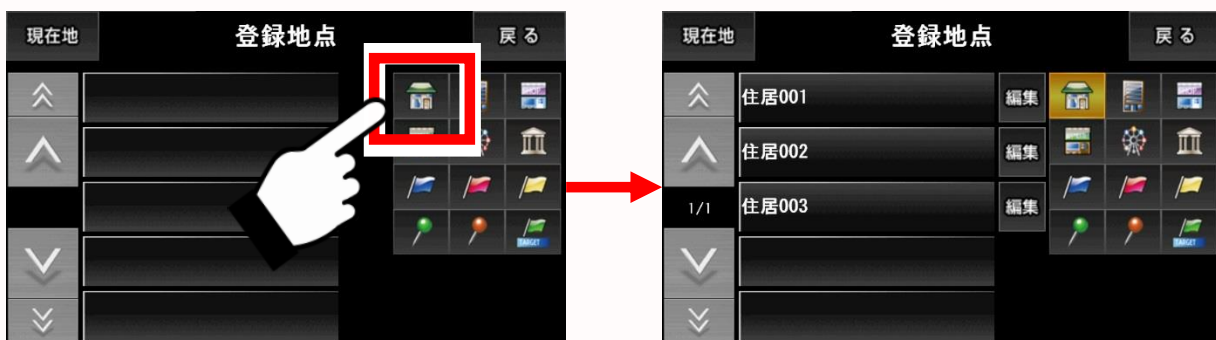 現在地
登録地点
戻る
TARGET
現在地
登録地点
戻る
住居001
編集
住居002
編集
1/1
住居003
編集
TARGET